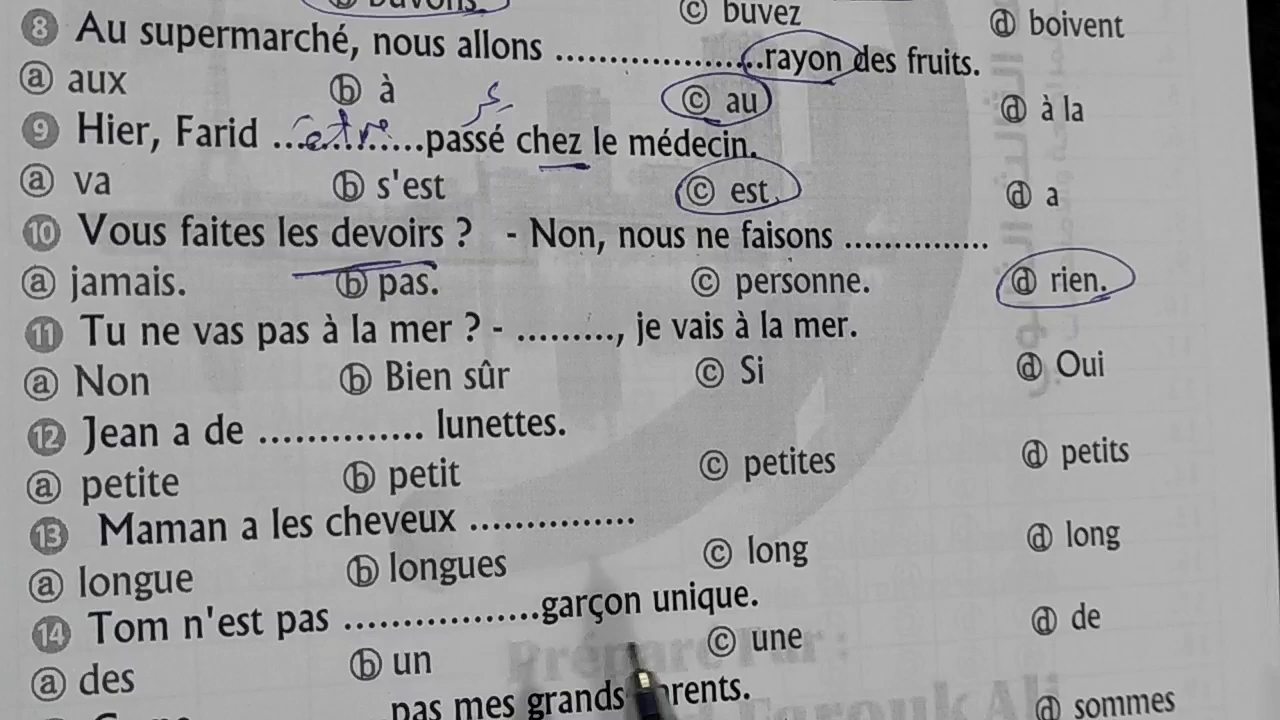 ⓑ buvons. ⓒ buvez ⓓ boivent
8 Au supermarché, nous allons .....................rayon des fruits.
ⓐ aux ⓑ à ⓒ au ⓓ à la
9 Hier, Farid ...être...passé chez le médecin.
ⓐ va ⓑ s'est ⓒ est. ⓓ a
10 Vous faites les devoirs ? - Non, nous ne faisons ...............
ⓐ jamais. ⓑ pas. ⓒ personne. ⓓ rien.
11 Tu ne vas pas à la mer ? - ........., je vais à la mer.
ⓐ Non ⓑ Bien sûr ⓒ Si ⓓ Oui
12 Jean a de ............... lunettes.
ⓐ petite ⓑ petit ⓒ petites ⓓ petits
13 Maman a les cheveux ...............
ⓐ longue ⓑ longues ⓒ long ⓓ long
14 Tom n'est pas ..................garçon unique.
ⓐ des ⓑ un ⓒ une ⓓ de
pas mes grands
ⓓ sommes